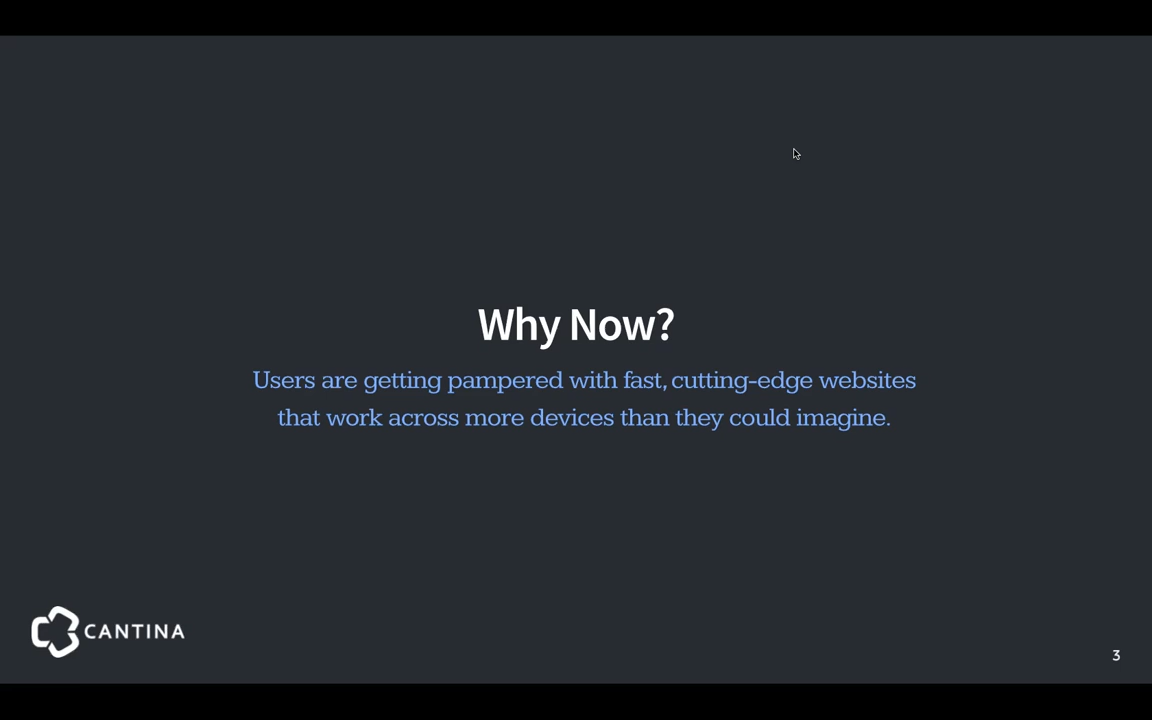 Why Now?
Users are getting pampered with fast, cutting-edge websites
that work across more devices than they could imagine.
CANTINA
3